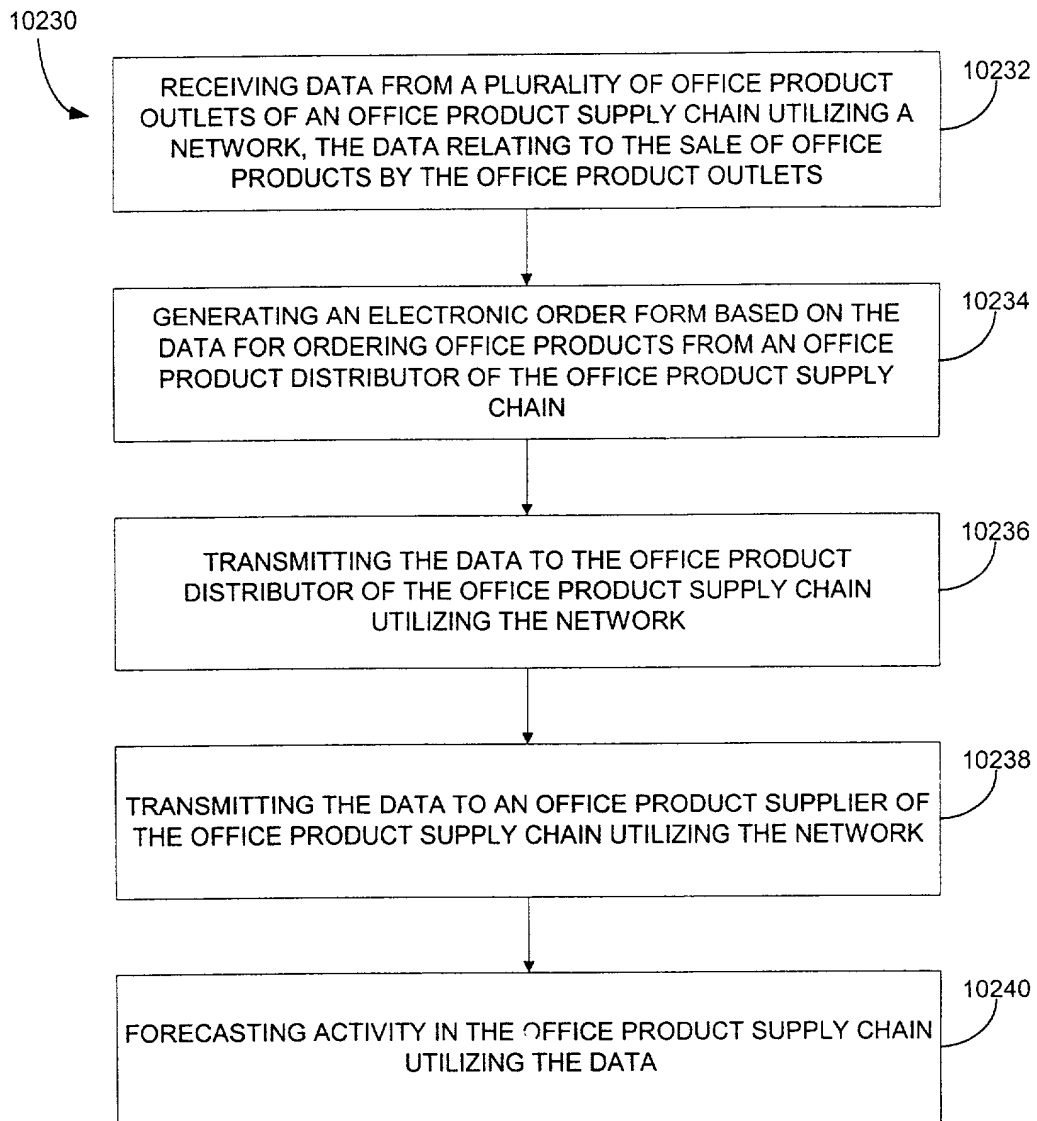 10230
10232
RECEIVING DATA FROM A PLURALITY OF OFFICE PRODUCT
OUTLETS OF AN OFFICE PRODUCT SUPPLY CHAIN UTILIZING A
NETWORK, THE DATA RELATING TO THE SALE OF OFFICE
PRODUCTS BY THE OFFICE PRODUCT OUTLETS
10234
GENERATING AN ELECTRONIC ORDER FORM BASED ON THE
DATA FOR ORDERING OFFICE PRODUCTS FROM AN OFFICE
PRODUCT DISTRIBUTOR OF THE OFFICE PRODUCT SUPPLY
CHAIN
10236
TRANSMITTING THE DATA TO THE OFFICE PRODUCT
DISTRIBUTOR OF THE OFFICE PRODUCT SUPPLY CHAIN
UTILIZING THE NETWORK
10238
TRANSMITTING THE DATA TO AN OFFICE PRODUCT SUPPLIER OF
THE OFFICE PRODUCT SUPPLY CHAIN UTILIZING THE NETWORK
10240
FORECASTING ACTIVITY IN THE OFFICE PRODUCT SUPPLY CHAIN
UTILIZING THE DATA